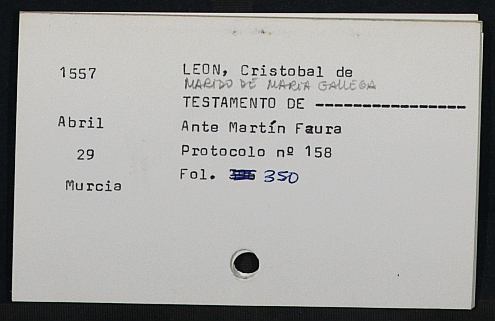 1557 LEON, Cristobal de
MARIDO DE MARIA GALLEGA
TESTAMENTO DE -----------------
Abril Ante Martín Faura
29 Protocolo nº 158
Murcia Fol. 350